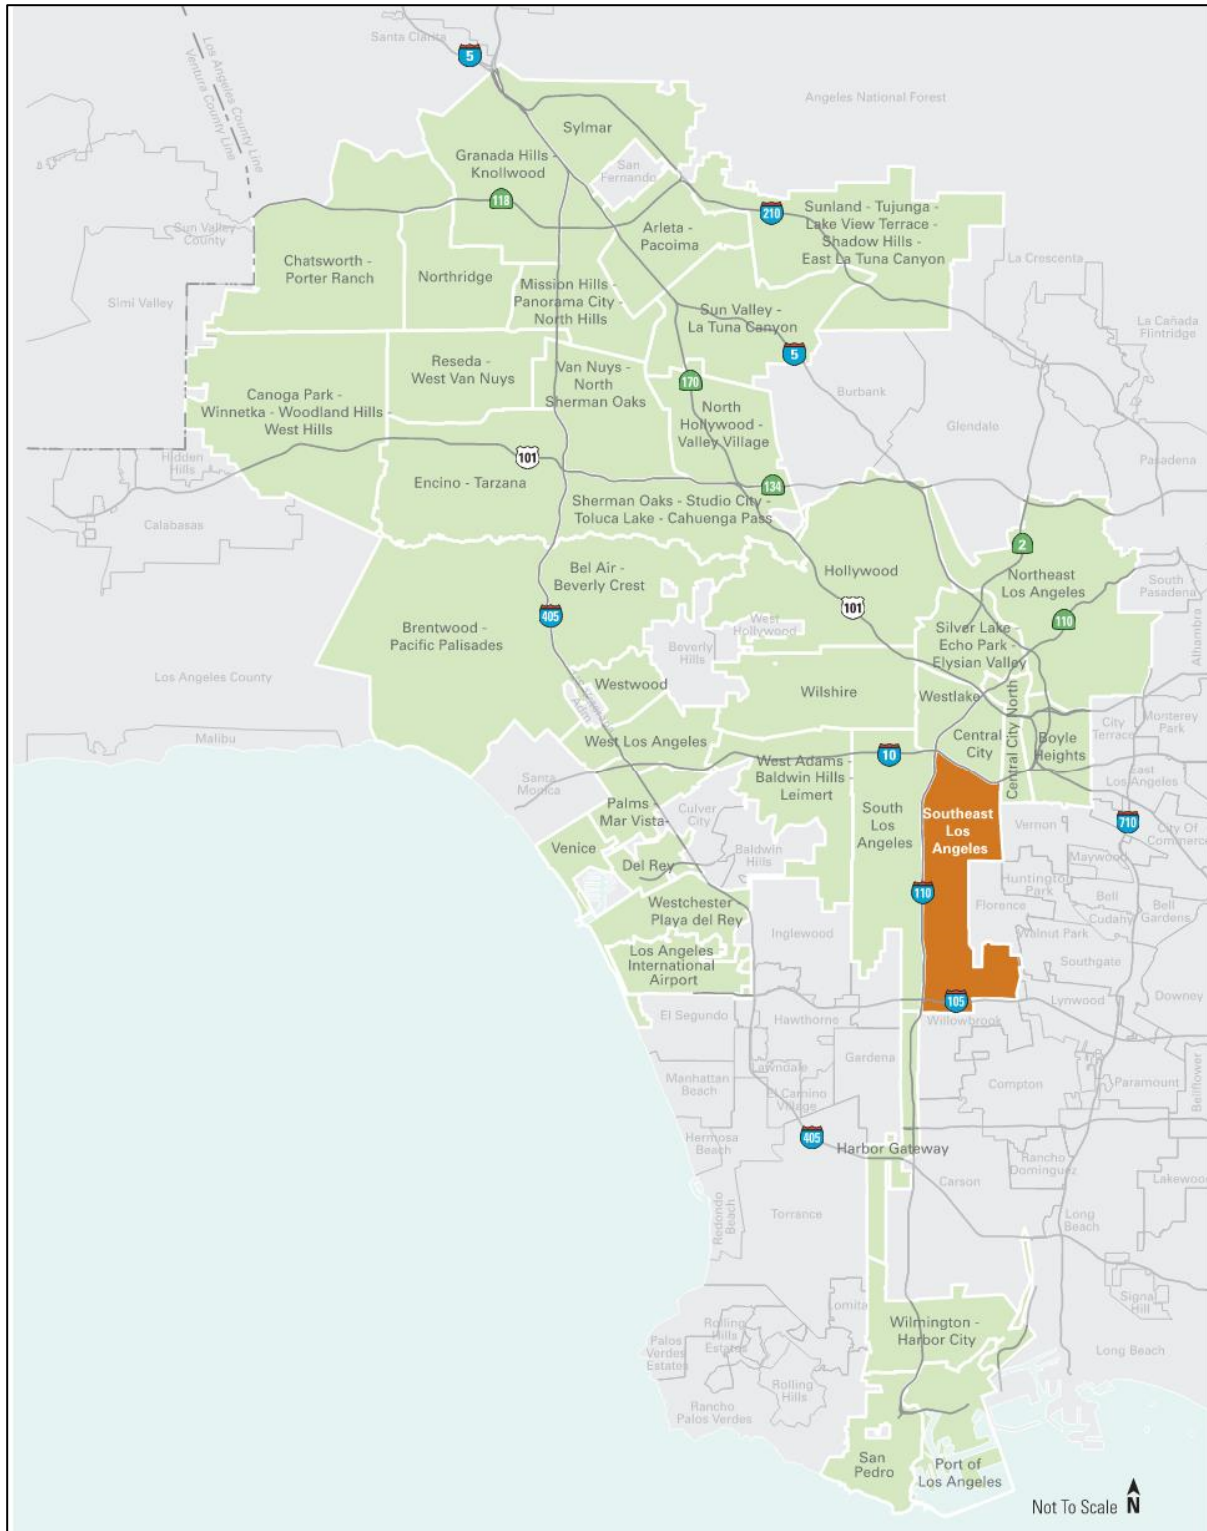 Santa Clarita
5
Los Angeles County Line
Ventura County Line
Angeles National Forest
Sylmar
Granada Hills -
Knollwood
San
Fernando
118
210
Sunland - Tujunga -
Lake View Terrace -
Shadow Hills -
East La Tuna Canyon
Arleta -
Pacoima
Sun Valley
County
Chatsworth -
Porter Ranch
Northridge
Mission Hills -
Panorama City -
North Hills
La Crescenta
Simi Valley
Sun Valley -
La Tuna Canyon
La Cañada
Flintridge
5
Reseda -
West Van Nuys
Van Nuys -
North
Sherman Oaks
170
Burbank
Canoga Park -
Winnetka - Woodland Hills -
West Hills
North
Hollywood -
Valley Village
Glendale
Hidden
Hills
101
Pasadena
Encino - Tarzana
134
Sherman Oaks - Studio City -
Toluca Lake - Cahuenga Pass
Calabasas
2
Bel Air -
Beverly Crest
Hollywood
Northeast
Los Angeles
South
Pasadena
405
101
110
Brentwood -
Pacific Palisades
West
Hollywood
Silver Lake -
Echo Park -
Elysian Valley
Beverly
Hills
Alhambra
Los Angeles County
Westwood
Wilshire
Westlake
Central City North
Malibu
West Los Angeles
10
Central
City
Boyle
Heights
City
Terrace
Monterey
Park
Santa
Monica
West Adams -
Baldwin Hills -
Leimert
East
Los Angeles
Palms -
Mar Vista
Culver
City
South
Los
Angeles
Southeast
Los
Angeles
Vernon
710
City Of
Commerce
Venice
Del Rey
Baldwin
Hills
Maywood
Huntington
Park
Bell
110
Florence
Cudahy
Bell
Gardens
Westchester
Playa del Rey
Inglewood
Walnut Park
Los Angeles
International
Airport
Southgate
105
Lynwood
Downey
El Segundo
Hawthorne
Willowbrook
Gardena
Lawndale
Manhattan
Beach
El Camino
Village
Compton
Paramount
Bellflower
405
Hermosa
Beach
Harbor Gateway
Rancho
Dominguez
Carson
Lakewood
Redondo
Beach
Torrance
Long
Beach
Lomita
Signal
Hill
Wilmington -
Harbor City
Rolling
Hills
Estates
Palos
Verdes
Estates
Long Beach
Rolling
Hills
Rancho
Palos Verdes
San
Pedro
Port of
Los Angeles
Not To Scale N